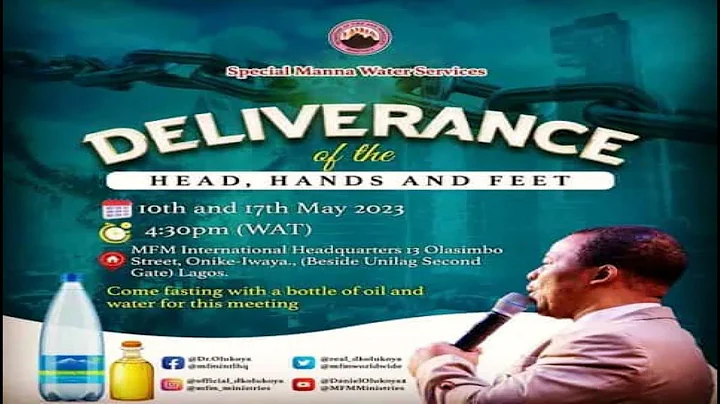 Special Manna Water Services
DELIVERANCE
of the
HEAD, HANDS AND FEET
10th and 17th May 2023
4:30pm (WAT)
MFM International Headquarters 13 Olasimbo
Street, Onike-Iwaya., (Beside Unilag Second
Gate) Lagos.
Come fasting with a bottle of oil and
water for this meeting
@Dr.Olukoya
@mfmintlhq
@real_dkolukoya
@mfmworldwide
@official_dkolukoya
@mfm_ministries
@DanielOlukoya2
@MFMMinistries